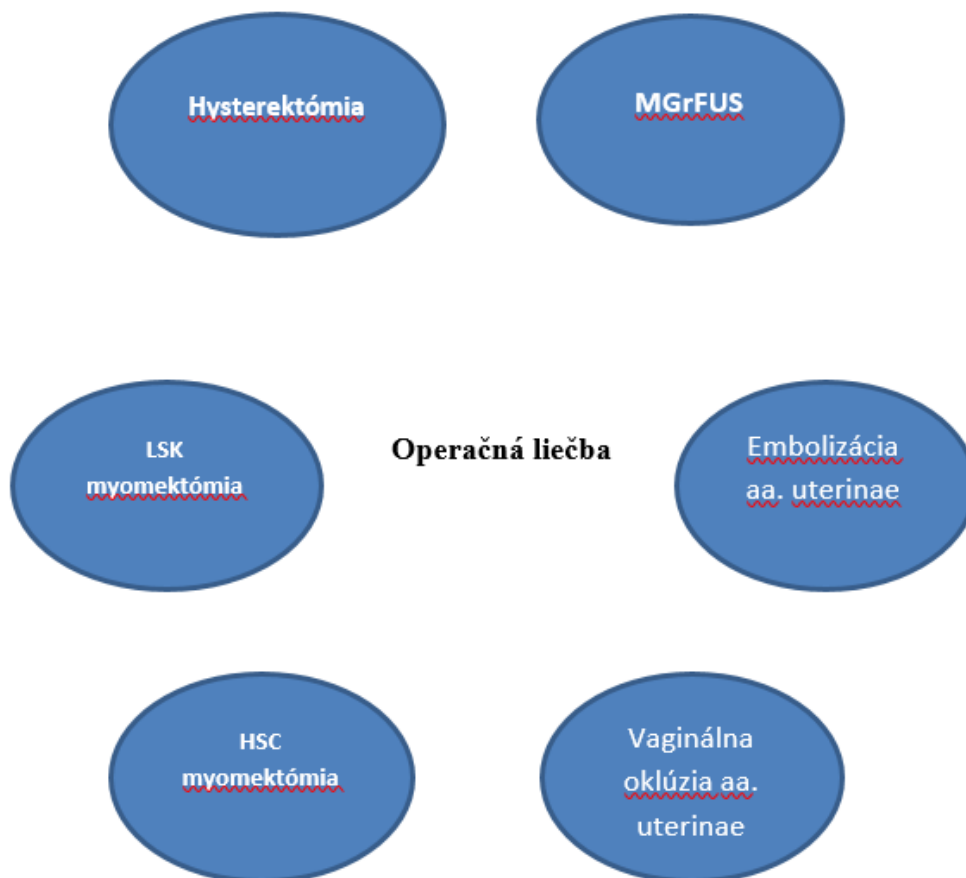 Hysterektómia
MGrFUS
LSK
myomektómia
Operačná liečba
Embolizácia
aa. uterinae
HSC
myomektómia
Vaginálna
oklúzia aa.
uterinae